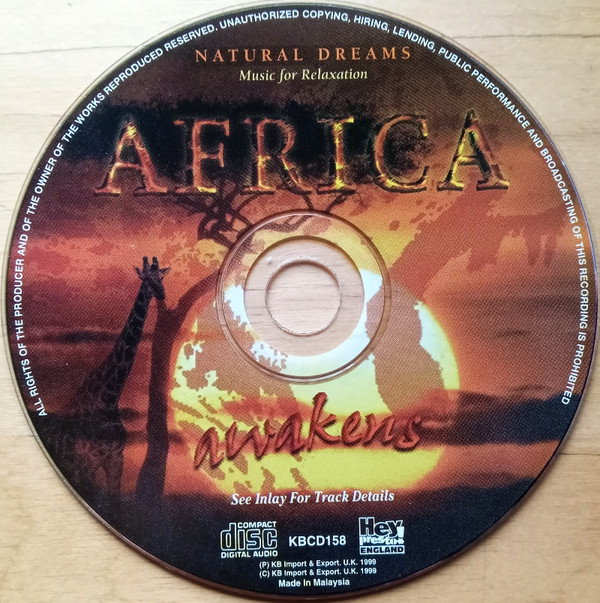 ALL RIGHTS OF THE PRODUCER AND OF THE OWNER OF THE WORKS REPRODUCED RESERVED. UNAUTHORIZED COPYING, HIRING, LENDING, PUBLIC PERFORMANCE AND BROADCASTING OF THIS RECORDING IS PROHIBITED
NATURAL DREAMS
Music for Relaxation
AFRICA
awakens
See Inlay For Track Details
COMPACT
disc
DIGITAL AUDIO
KBCD158
Hey
presto
ENGLAND
(P) KB Import & Export. U.K. 1999
(C) KB Import & Export. U.K. 1999
Made In Malaysia